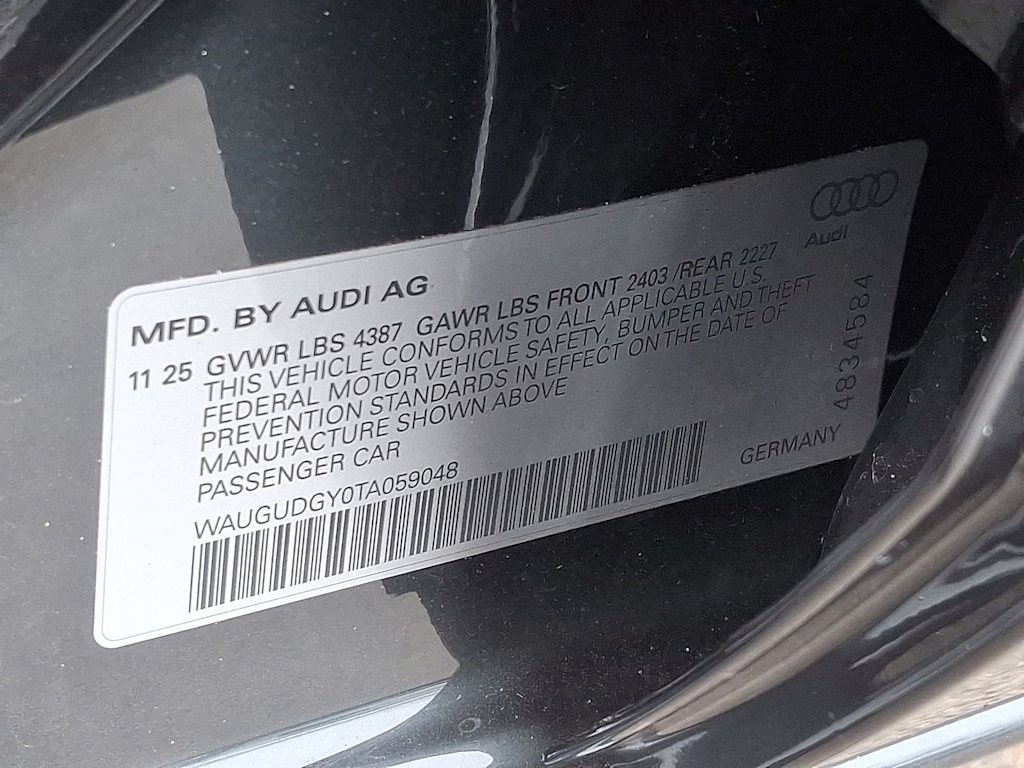 MFD. BY AUDI AG
11 25 GVWR LBS 4387 GAWR LBS FRONT 2403 /REAR 2227
THIS VEHICLE CONFORMS TO ALL APPLICABLE U.S.
FEDERAL MOTOR VEHICLE SAFETY, BUMPER AND THEFT
PREVENTION STANDARDS IN EFFECT ON THE DATE OF
MANUFACTURE SHOWN ABOVE
PASSENGER CAR
WAUGUDGY0TA059048
GERMANY
Audi
4834584